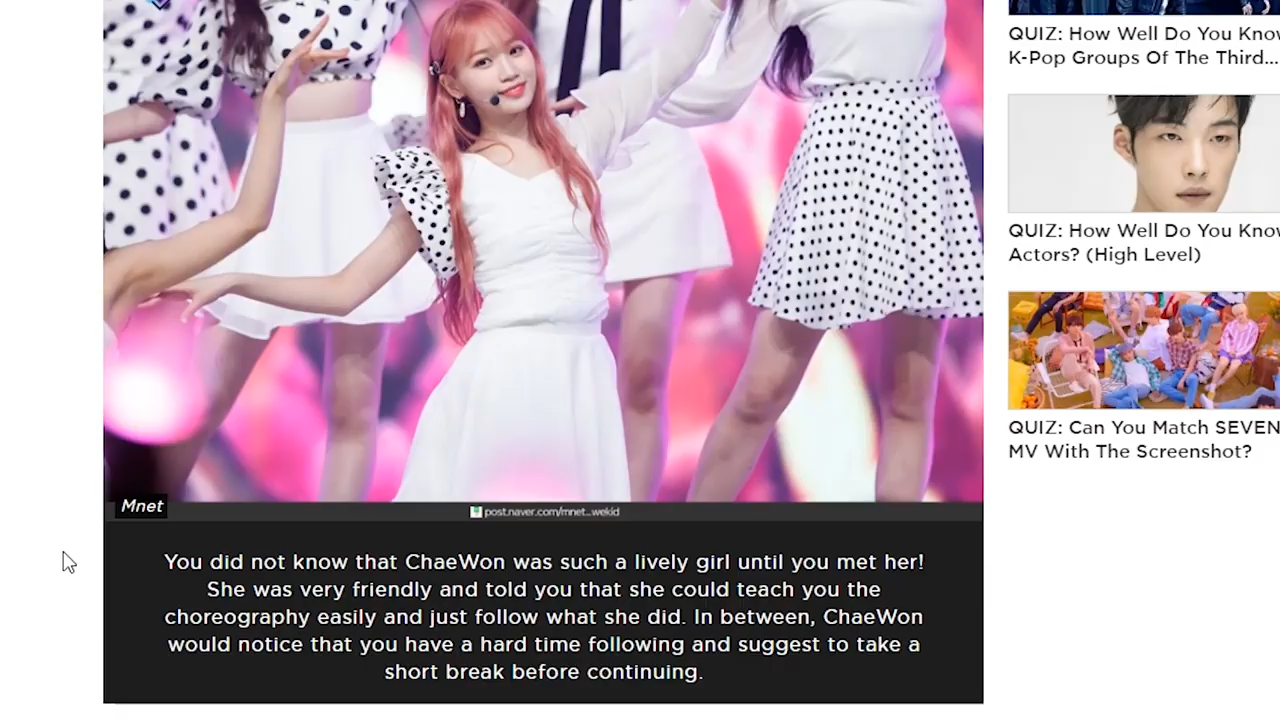 Mnet
post.naver.com/mnet...wekid
You did not know that ChaeWon was such a lively girl until you met her!
She was very friendly and told you that she could teach you the
choreography easily and just follow what she did. In between, ChaeWon
would notice that you have a hard time following and suggest to take a
short break before continuing.
QUIZ: How Well Do You Know
K-Pop Groups Of The Third...
QUIZ: How Well Do You Know
Actors? (High Level)
QUIZ: Can You Match SEVEN
MV With The Screenshot?